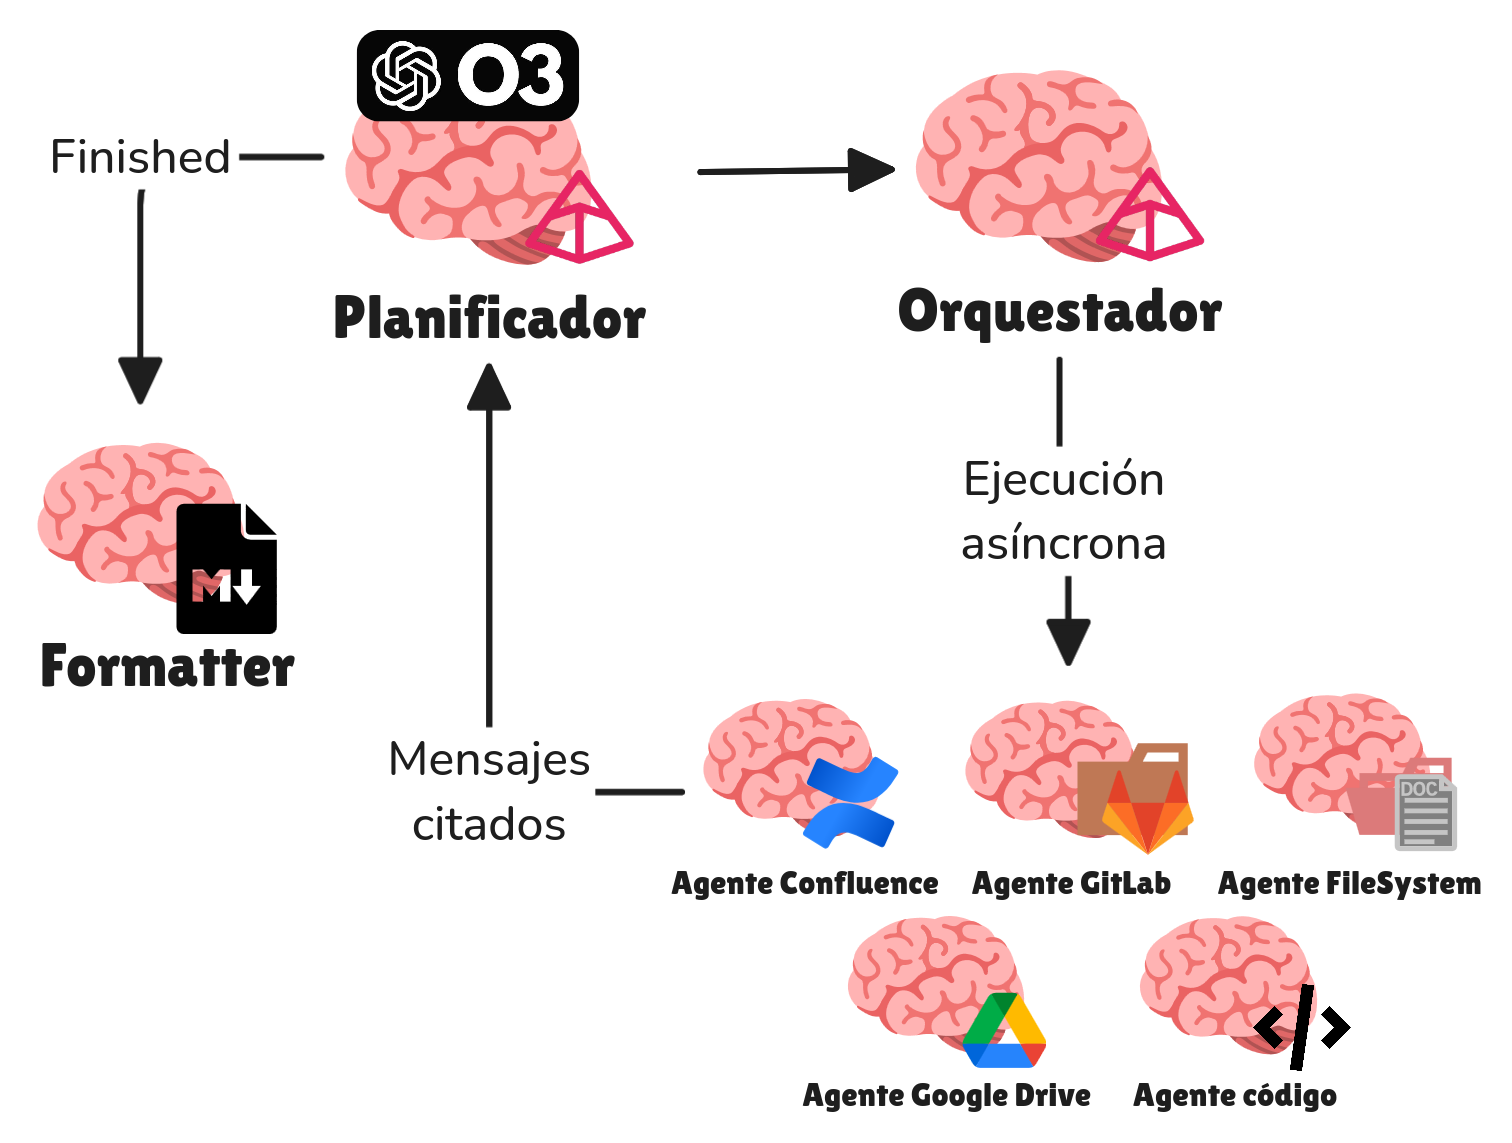 O3
Finished
Planificador
Orquestador
Ejecución
asíncrona
M
Formatter
Mensajes
citados
DOC
Agente Confluence
Agente GitLab
Agente FileSystem
</>
Agente Google Drive
Agente código